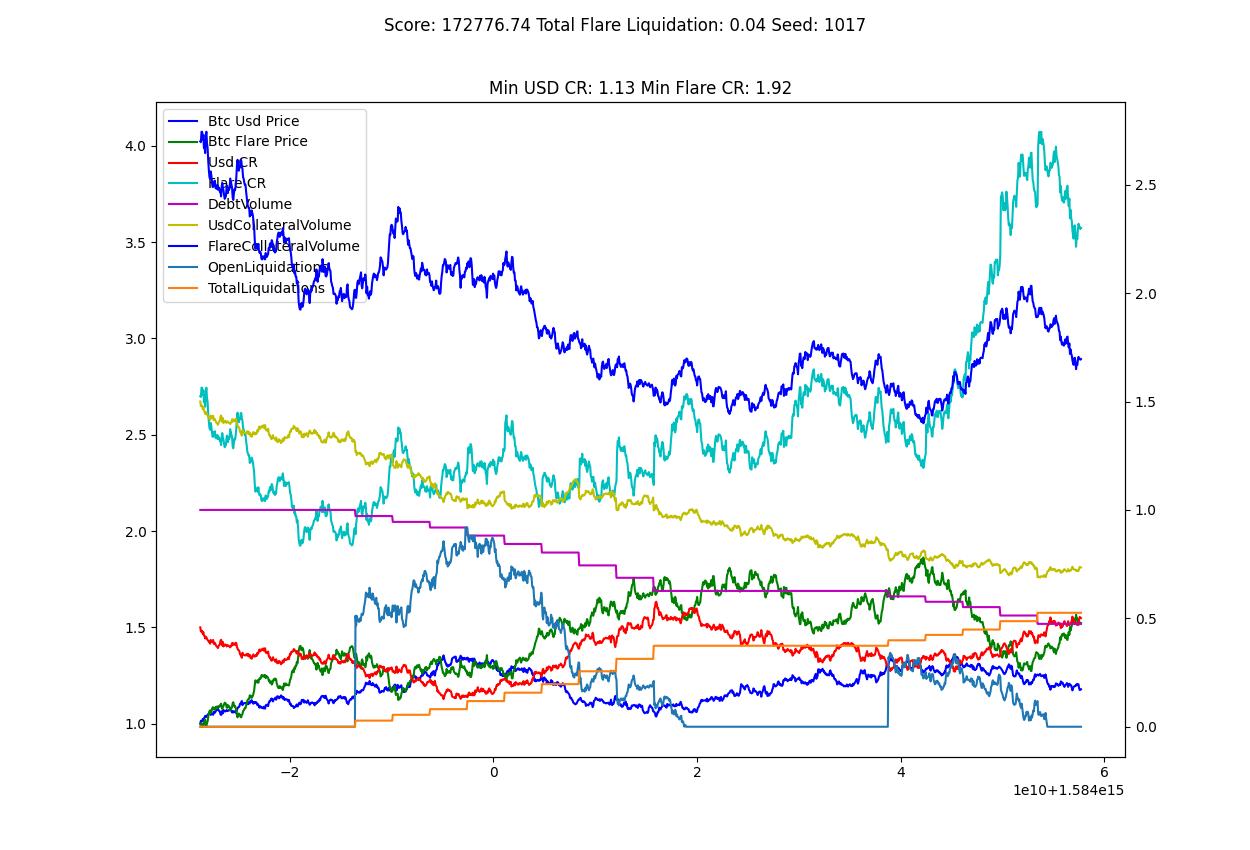 Score: 172776.74 Total Flare Liquidation: 0.04 Seed: 1017
Min USD CR: 1.13 Min Flare CR: 1.92
Btc Usd Price
Btc Flare Price
Usd CR
Flare CR
DebtVolume
UsdCollateralVolume
FlareCollateralVolume
OpenLiquidations
TotalLiquidations
4.0
3.5
3.0
2.5
2.0
1.5
1.0
2.5
2.0
1.5
1.0
0.5
0.0
−2 0 2 4 6
1e10+1.584e15